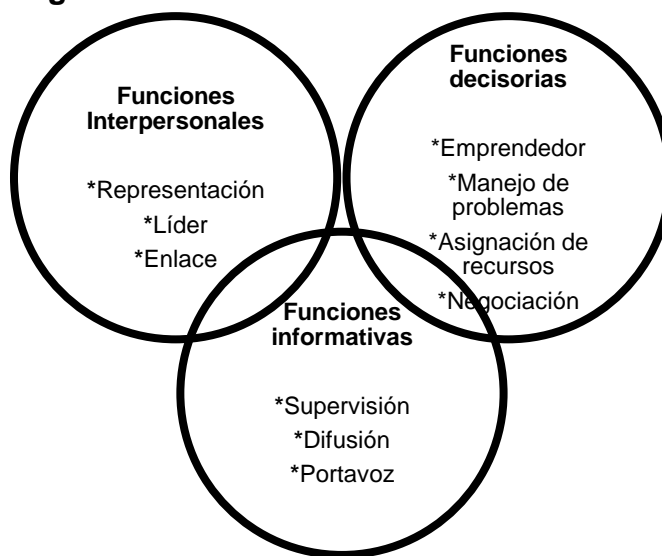 Funciones
Interpersonales
*Representación
*Líder
*Enlace
Funciones
decisorias
*Emprendedor
*Manejo de
problemas
*Asignación de
recursos
*Negociación
Funciones
informativas
*Supervisión
*Difusión
*Portavoz